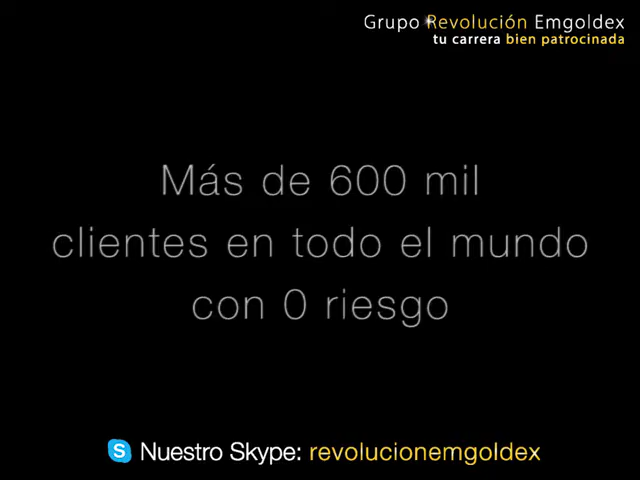 Grupo Revolución Emgoldex
tu carrera bien patrocinada
Más de 600 mil
clientes en todo el mundo
con 0 riesgo
Nuestro Skype: revolucionemgoldex